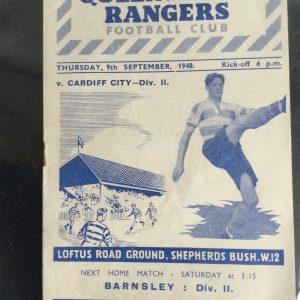 RANGERS
FOOTBALL CLUB
THURSDAY, 9th SEPTEMBER, 1948. Kick-off 6 p.m.
v. CARDIFF CITY—Div. II.
LOFTUS ROAD GROUND, SHEPHERDS BUSH. W.12
NEXT HOME MATCH - SATURDAY at 3.15
BARNSLEY : Div. II.